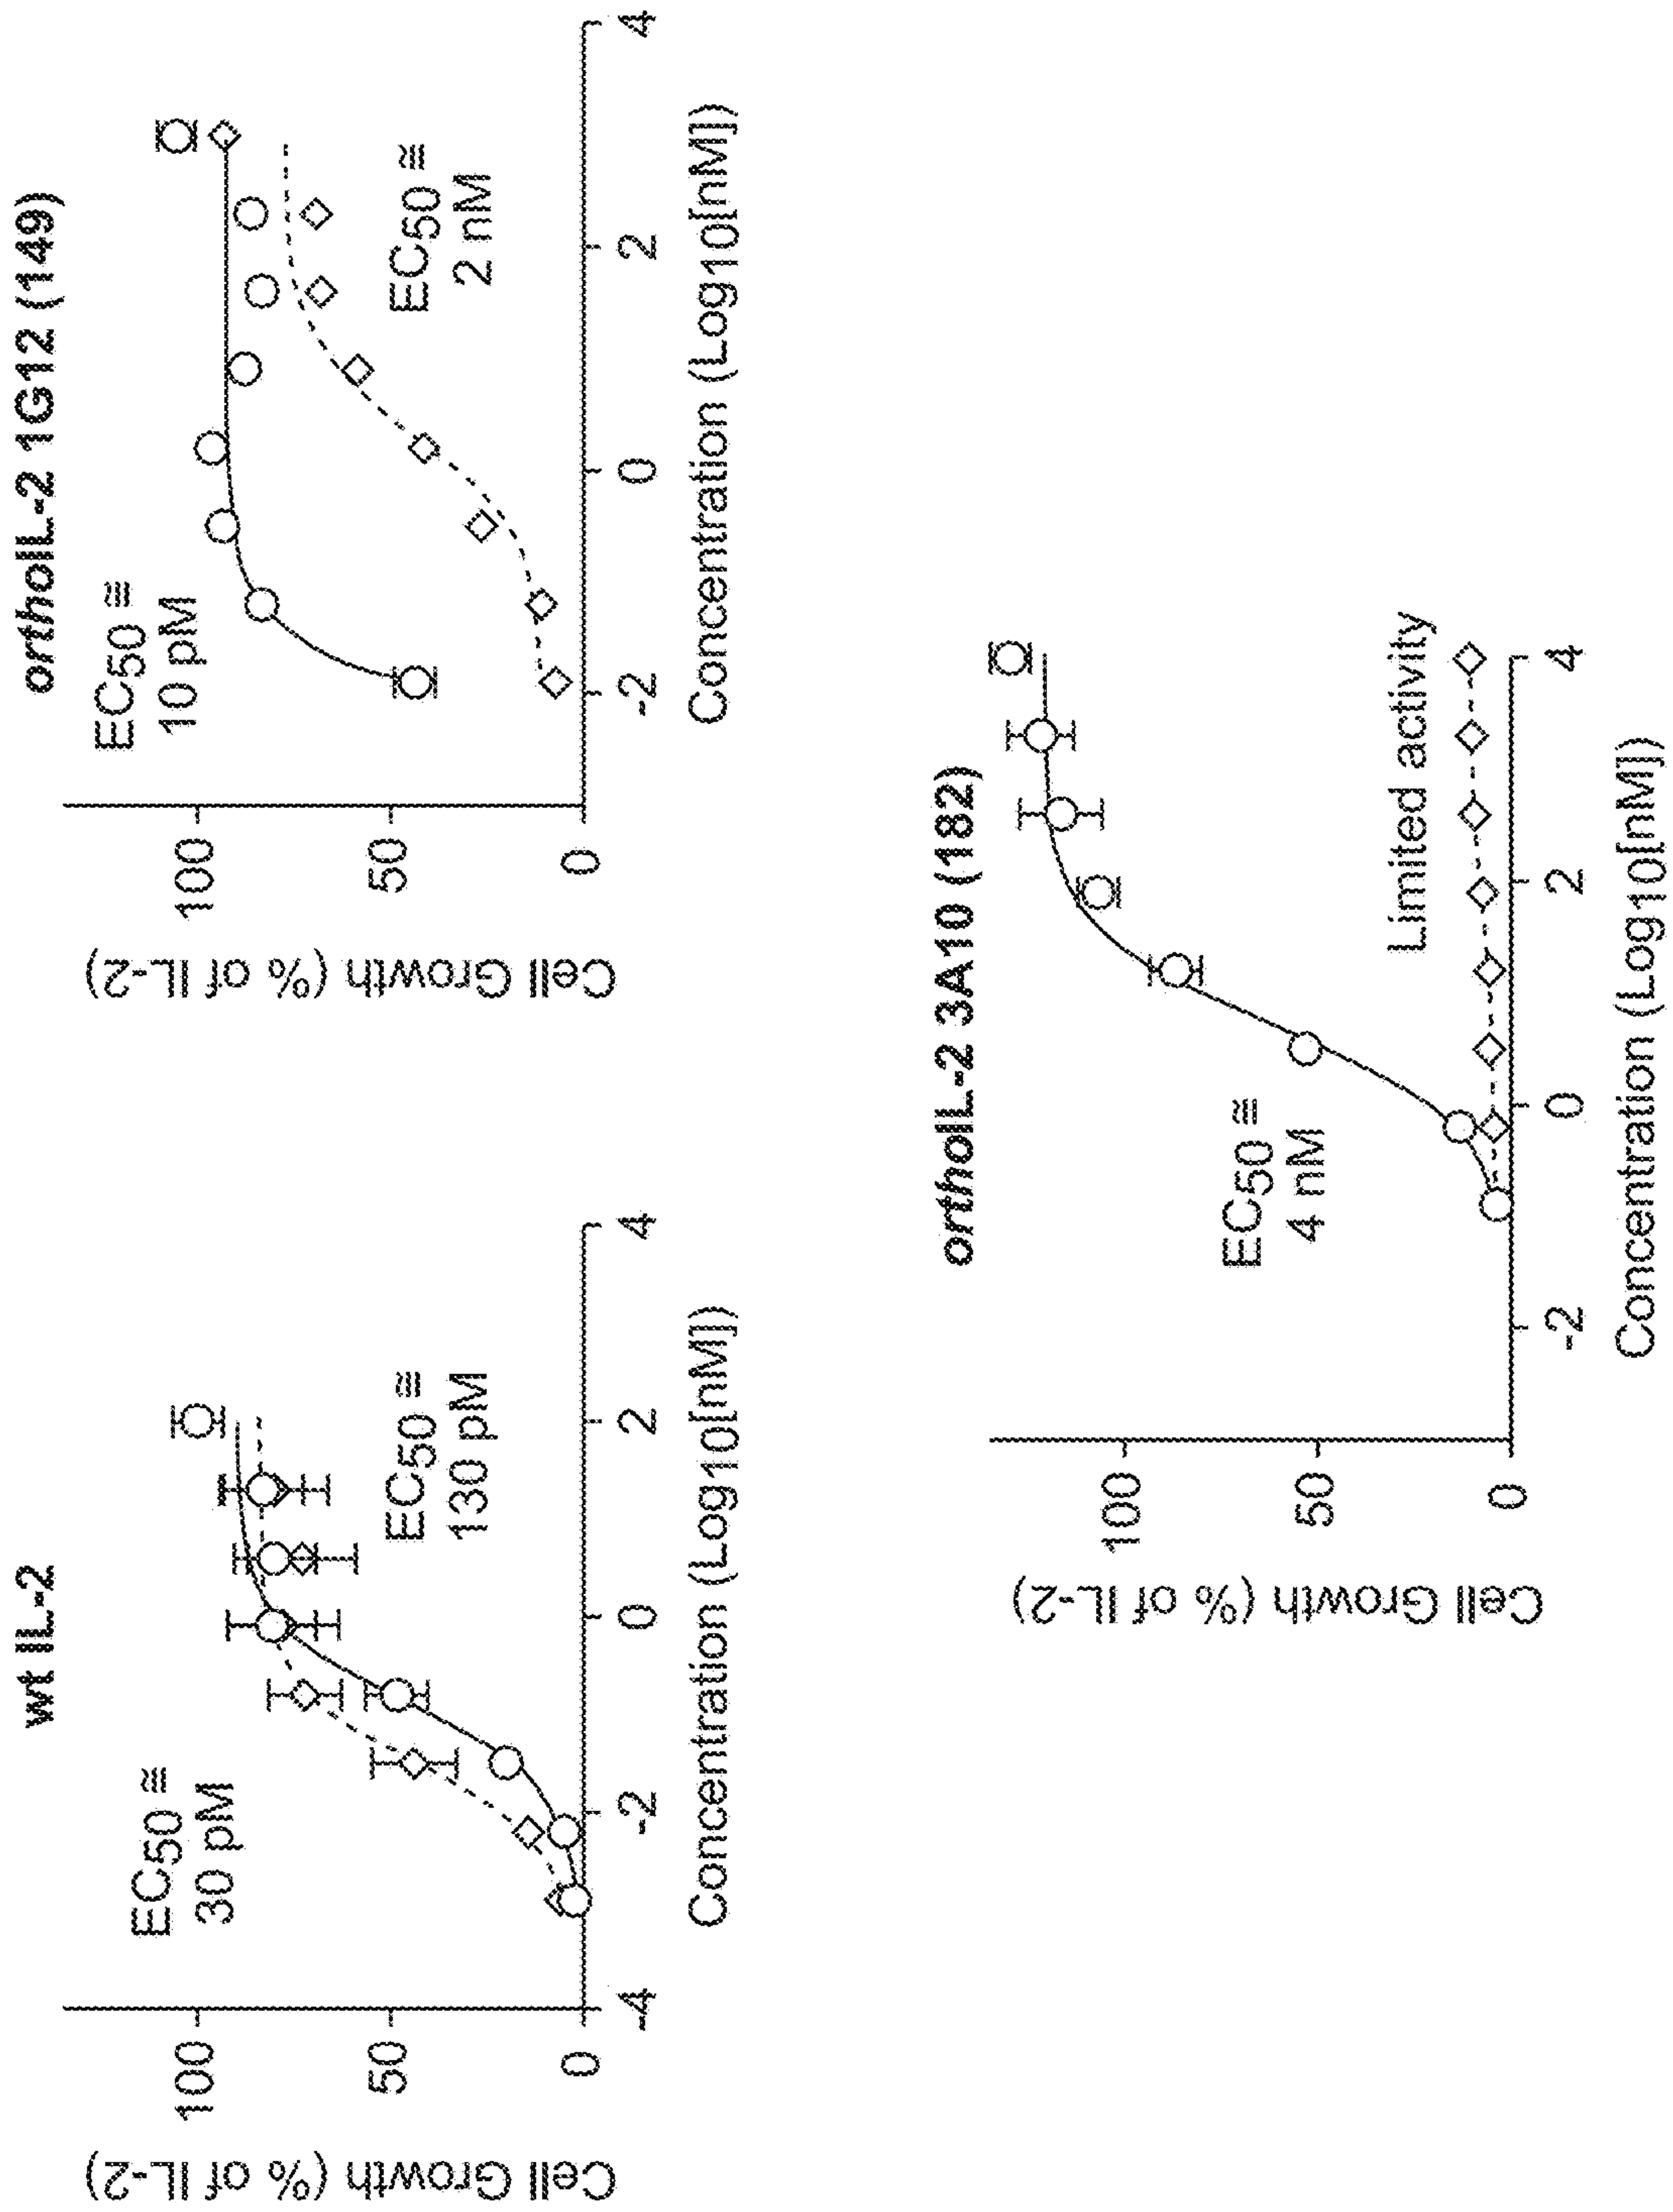 wt IL-2
EC50 ≅
30 pM
EC50 ≅
130 pM
Cell Growth (% of IL-2)
100
50
0
-4
-2
0
2
4
Concentration (Log10[nM])
orthoIL-2 1G12 (149)
EC50 ≅
10 pM
EC50 ≅
2 nM
Cell Growth (% of IL-2)
100
50
0
-2
0
2
4
Concentration (Log10[nM])
orthoIL-2 3A10 (182)
EC50 ≅
4 nM
Limited activity
Cell Growth (% of IL-2)
100
50
0
-2
0
2
4
Concentration (Log10[nM])